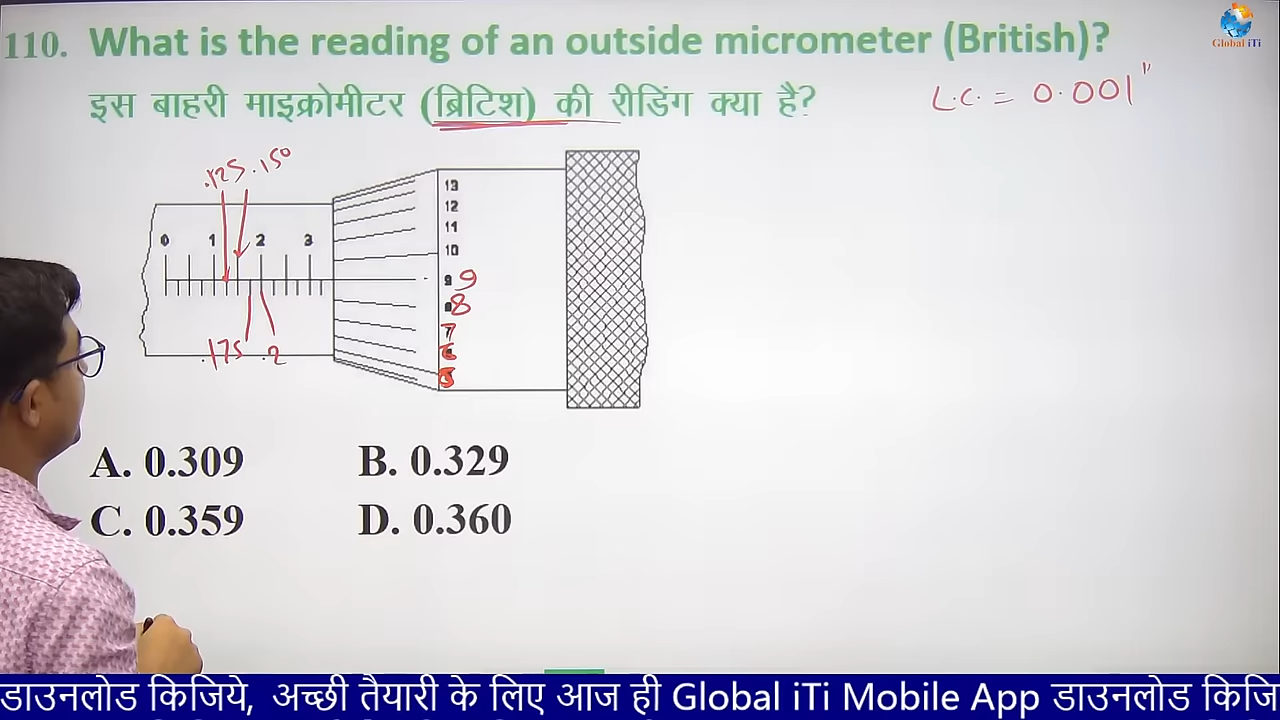 110. What is the reading of an outside micrometer (British)?
Global iTi
इस बाहरी माइक्रोमीटर (ब्रिटिश) की रीडिंग क्या है?
L.C. = 0.001"
.125 .150
0 1 2 3
13
12
11
10
9 9
8
7
6
5
.175 .2
A. 0.309 B. 0.329
C. 0.359 D. 0.360
डाउनलोड किजिये, अच्छी तैयारी के लिए आज ही Global iTi Mobile App डाउनलोड किजि